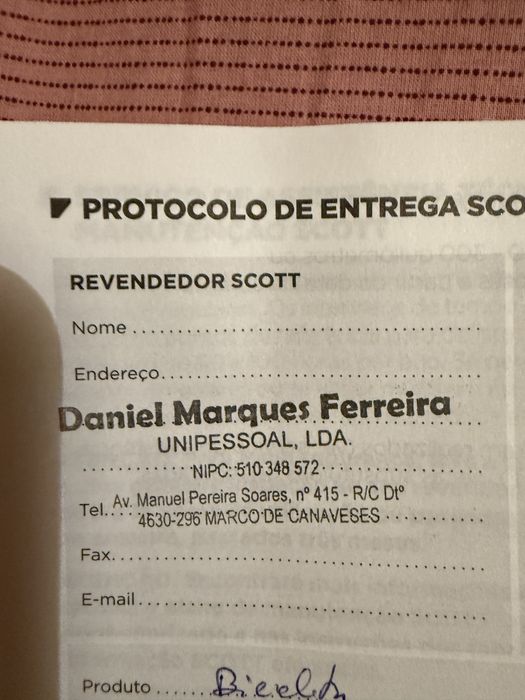 PROTOCOLO DE ENTREGA SCO
REVENDEDOR SCOTT
Nome
Endereço
Daniel Marques Ferreira
UNIPESSOAL, LDA.
NIPC: 510 348 572
Av. Manuel Pereira Soares, nº 415 - R/C Dtº
Tel.
4630-296 MARCO DE CANAVESES
Fax
E-mail
Produto